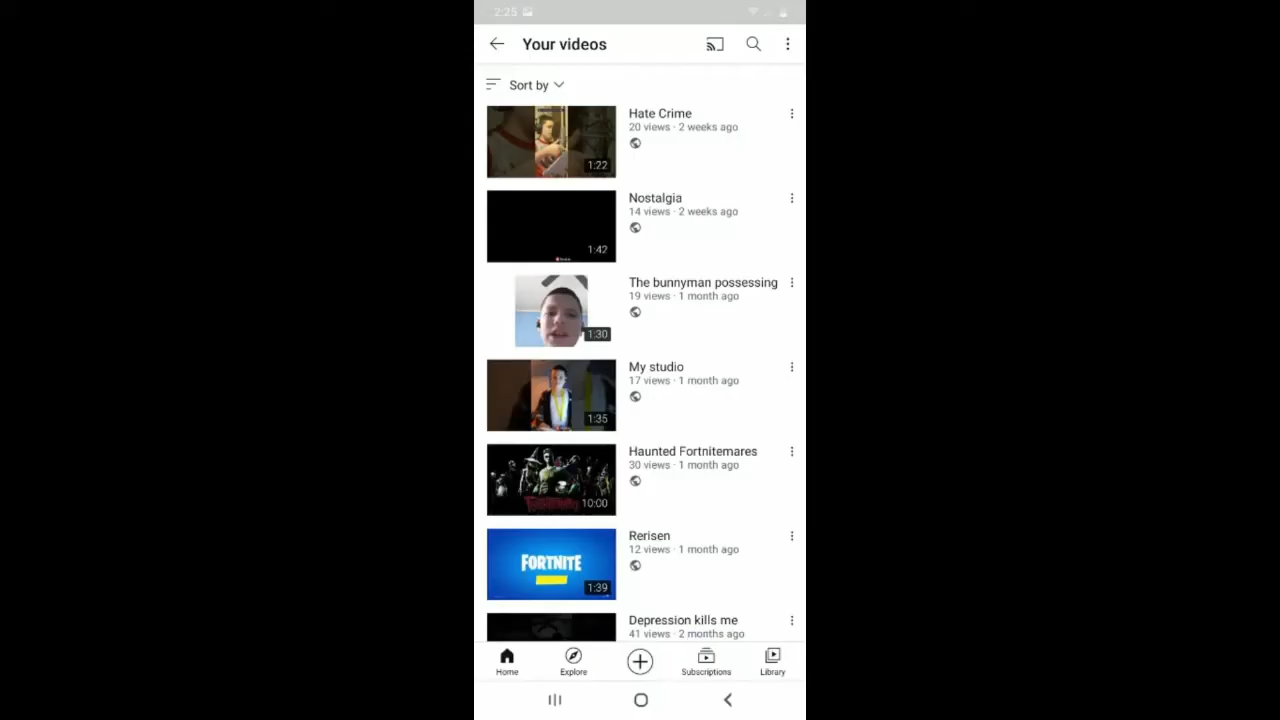 2:25
Your videos
Sort by
Hate Crime
20 views · 2 weeks ago
1:22
Nostalgia
14 views · 2 weeks ago
1:42
The bunnyman possessing
19 views · 1 month ago
1:30
My studio
17 views · 1 month ago
1:35
Haunted Fortnitemares
30 views · 1 month ago
10:00
Rerisen
12 views · 1 month ago
FORTNITE
1:39
Depression kills me
41 views · 2 months ago
Home
Explore
Subscriptions
Library